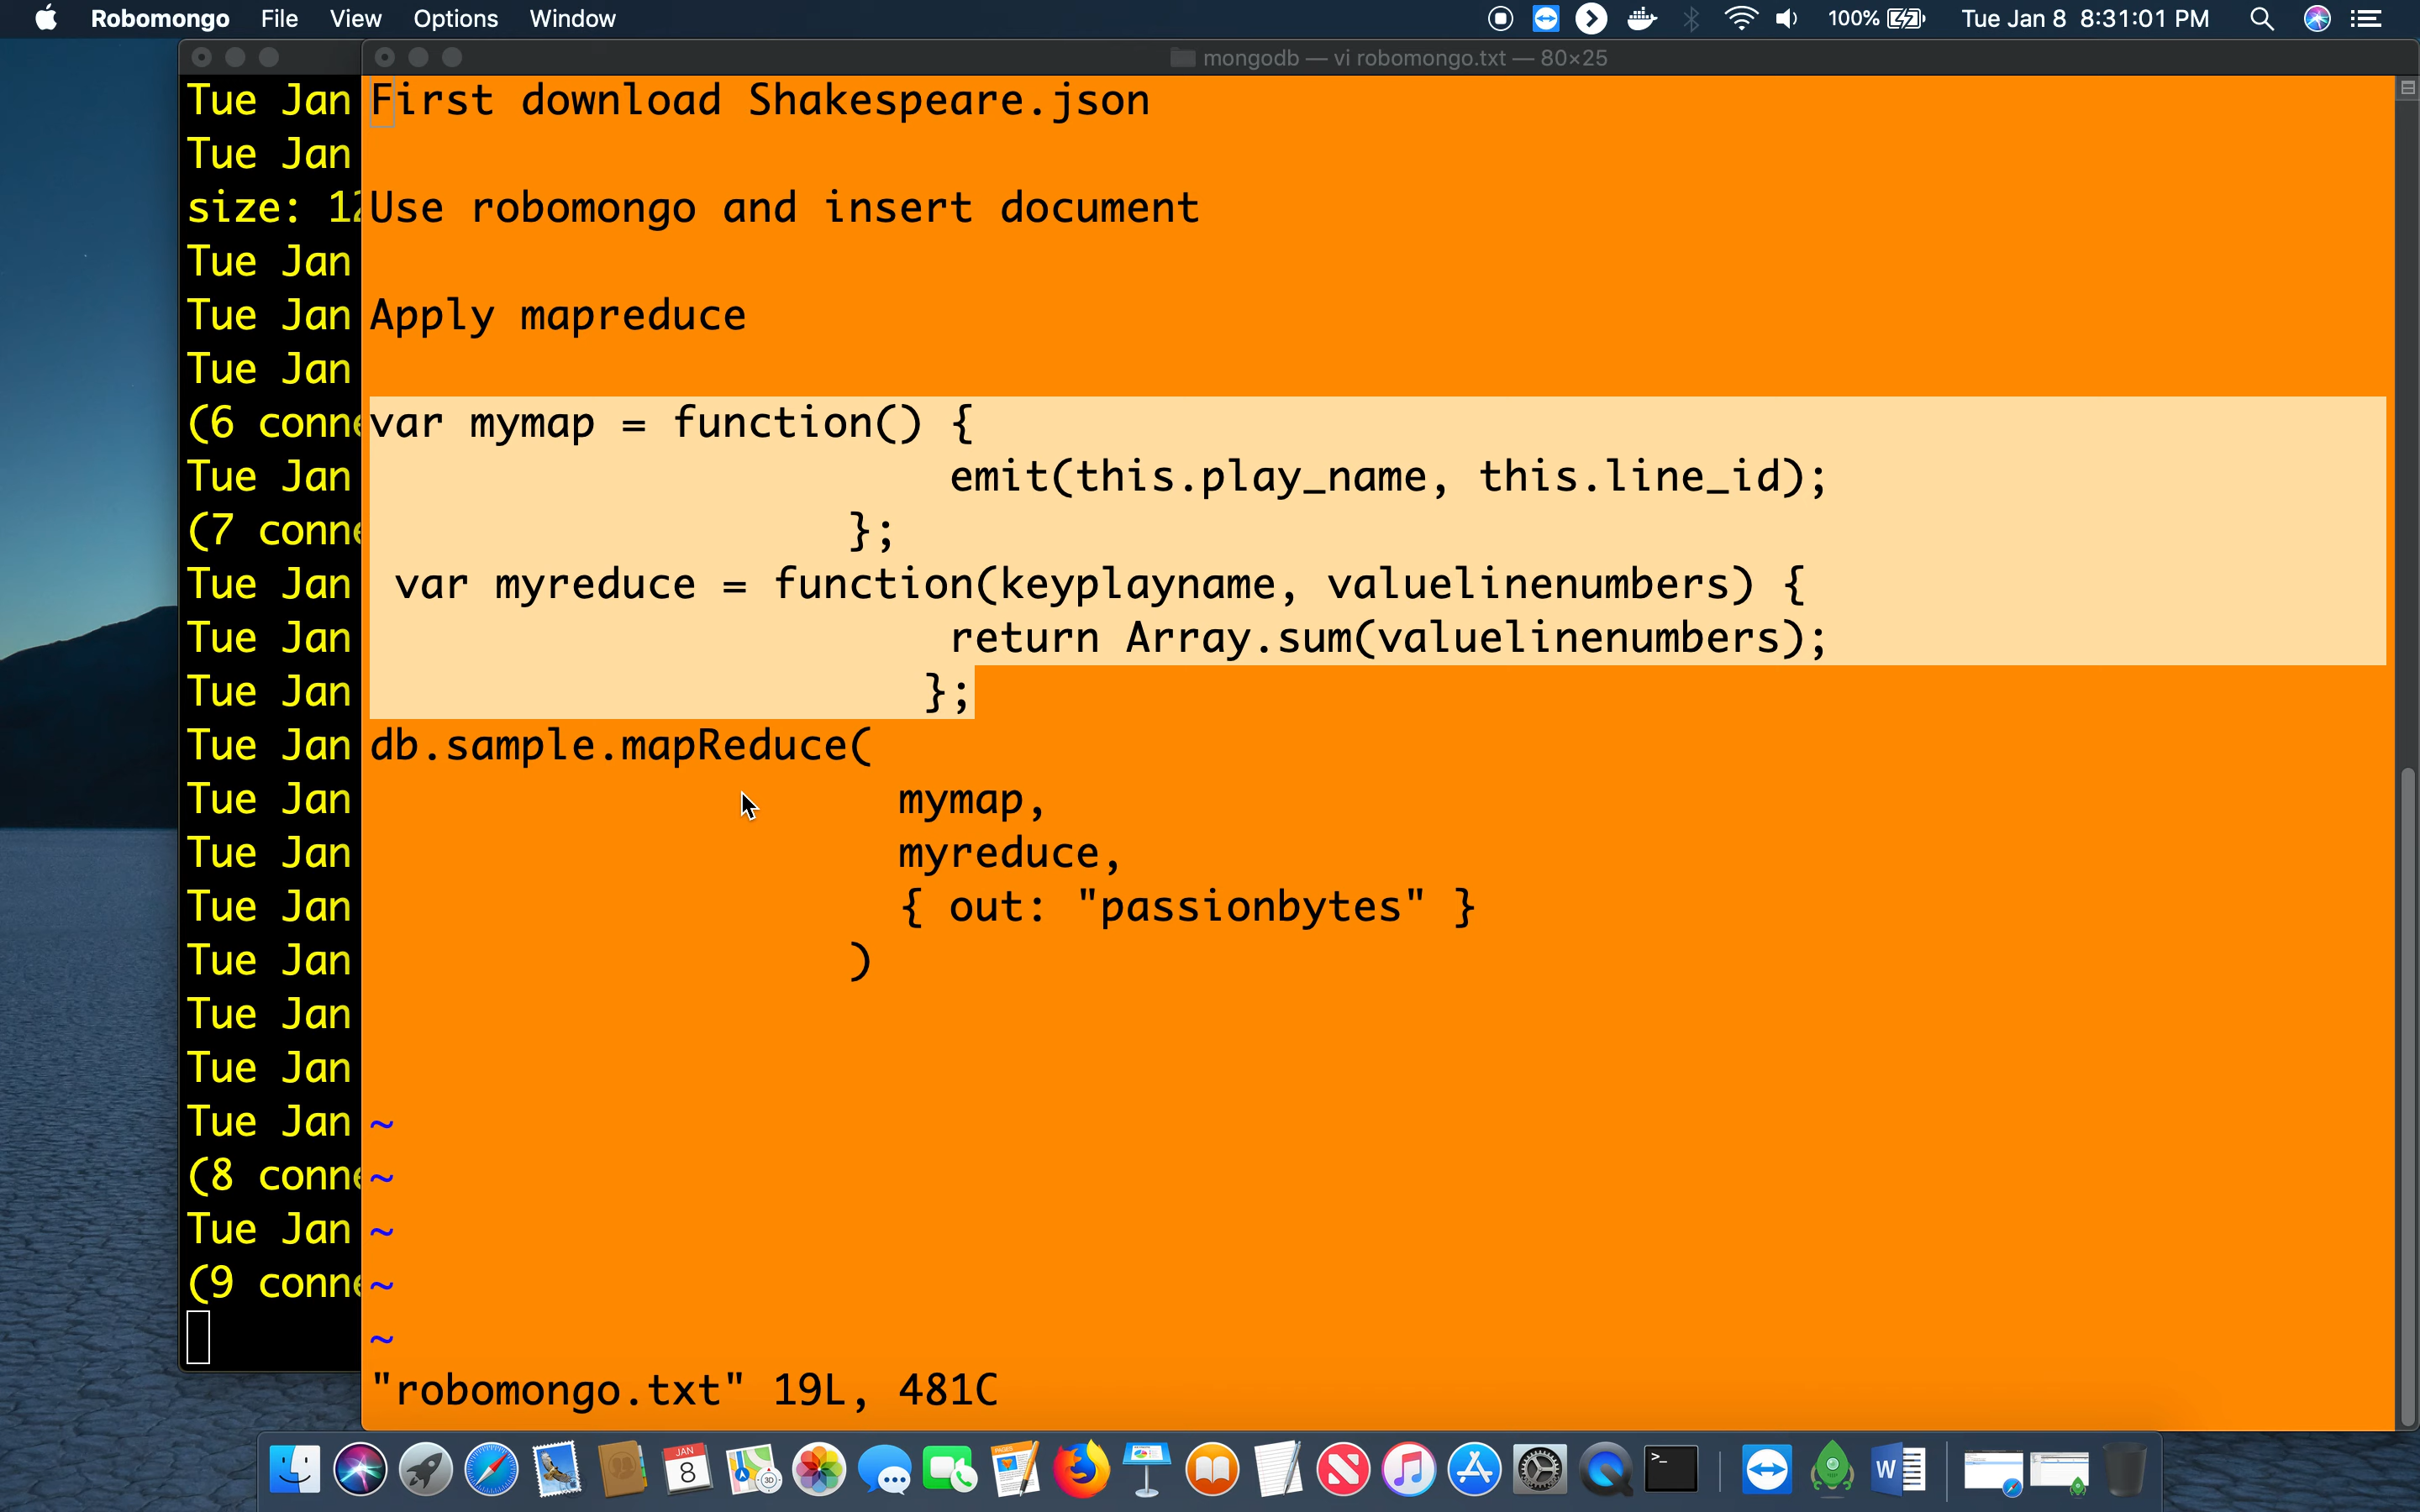 Robomongo File View Options Window 100% Tue Jan 8 8:31:01 PM
mongodb — vi robomongo.txt — 80×25
Tue Jan
Tue Jan
size: 12
Tue Jan
Tue Jan
Tue Jan
(6 conne
Tue Jan
(7 conne
Tue Jan
Tue Jan
Tue Jan
Tue Jan
Tue Jan
Tue Jan
Tue Jan
Tue Jan
Tue Jan
Tue Jan
Tue Jan
(8 conne
Tue Jan
(9 conne
First download Shakespeare.json
Use robomongo and insert document
Apply mapreduce
var mymap = function() {
emit(this.play_name, this.line_id);
};
var myreduce = function(keyplayname, valuelinenumbers) {
return Array.sum(valuelinenumbers);
};
db.sample.mapReduce(
mymap,
myreduce,
{ out: "passionbytes" }
)
~
~
~
~
~
"robomongo.txt" 19L, 481C
JAN
8
PAGES
3D
>_
W